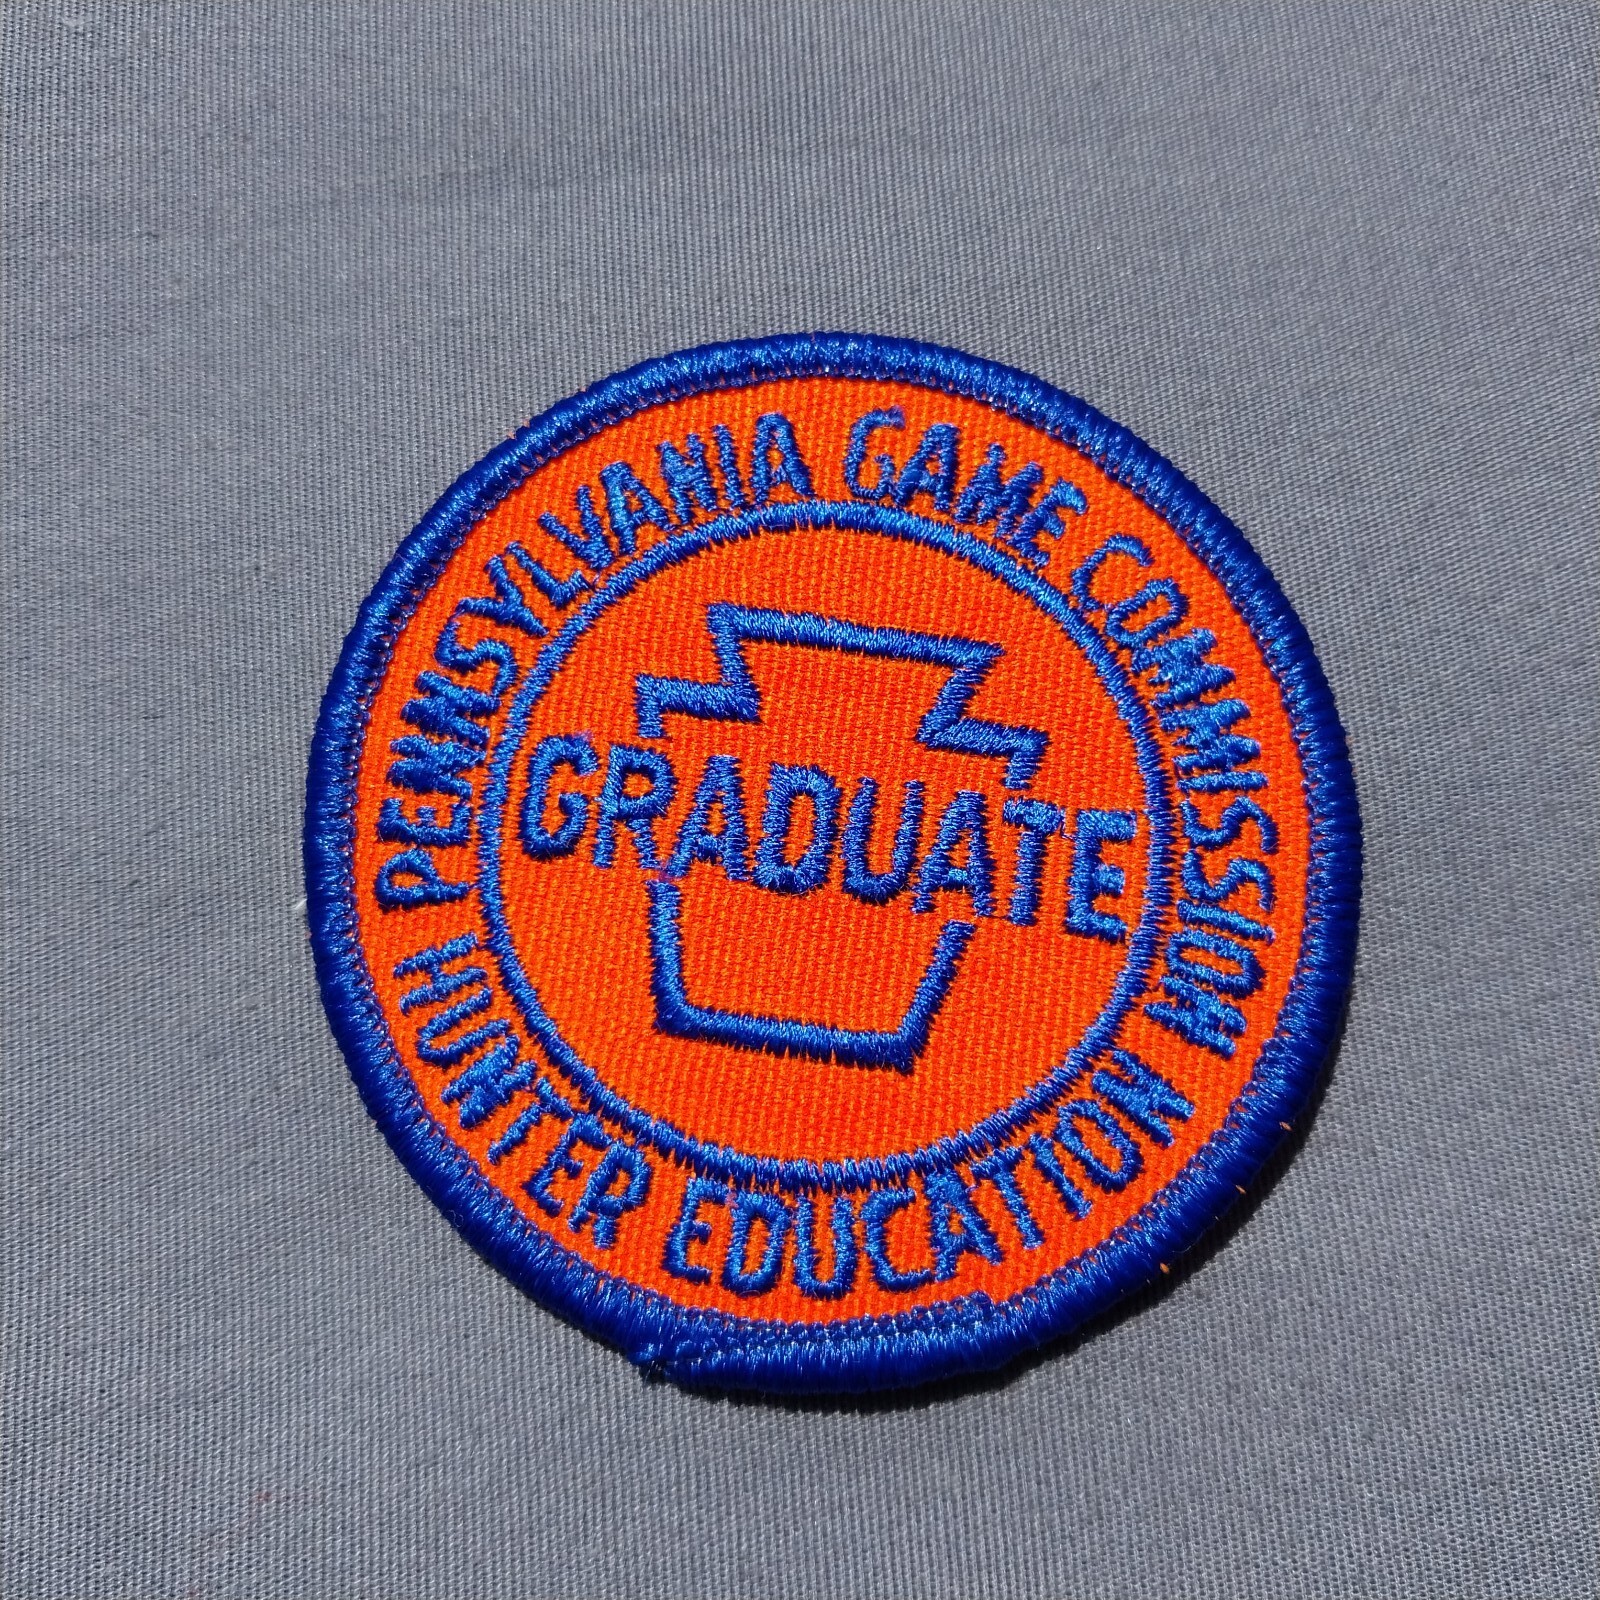 PENNSYLVANIA GAME COMMISSION
GRADUATE
HUNTER EDUCATION